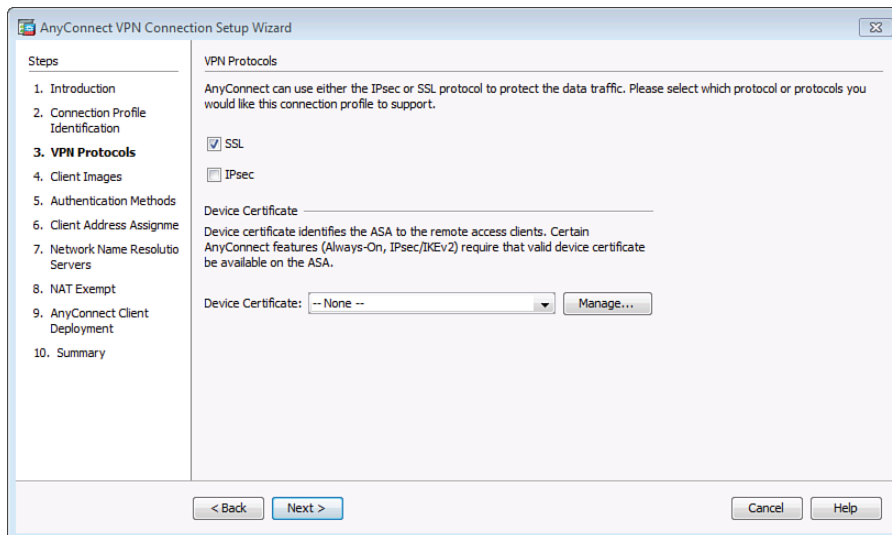 AnyConnect VPN Connection Setup Wizard
Steps
1. Introduction
2. Connection Profile
Identification
3. VPN Protocols
4. Client Images
5. Authentication Methods
6. Client Address Assignme
7. Network Name Resolutio
Servers
8. NAT Exempt
9. AnyConnect Client
Deployment
10. Summary
VPN Protocols
AnyConnect can use either the IPsec or SSL protocol to protect the data traffic. Please select which protocol or protocols you
would like this connection profile to support.
SSL
IPsec
Device Certificate
Device certificate identifies the ASA to the remote access clients. Certain
AnyConnect features (Always-On, IPsec/IKEv2) require that valid device certificate
be available on the ASA.
Device Certificate: -- None -- Manage...
< Back Next > Cancel Help